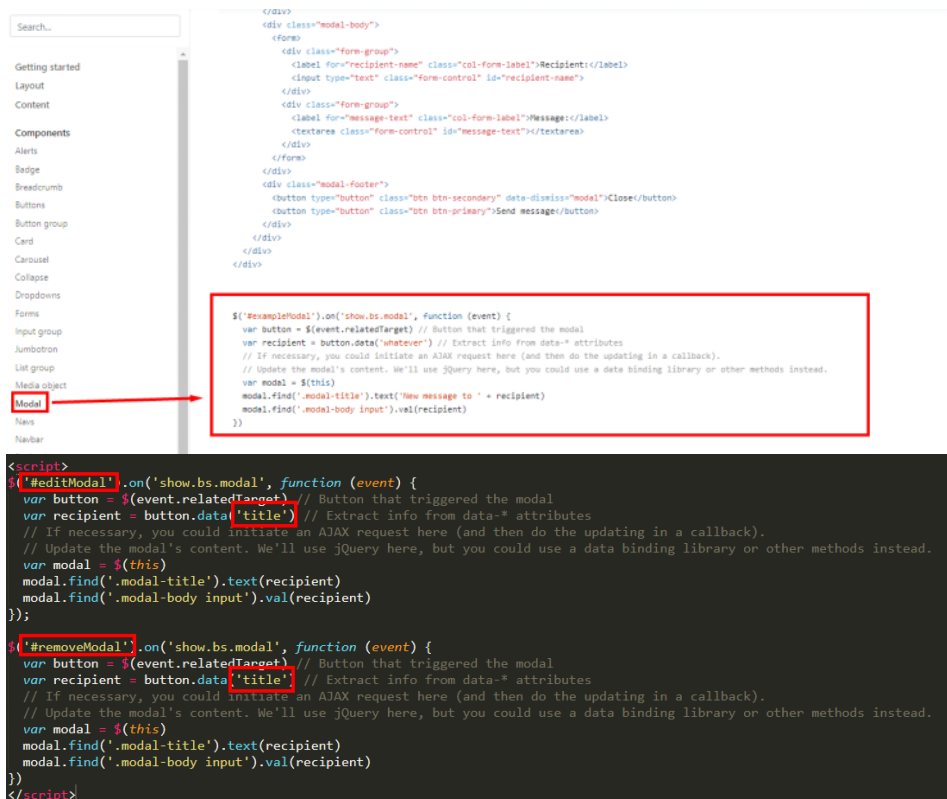 Search...
Getting started
Layout
Content
Components
Alerts
Badge
Breadcrumb
Buttons
Button group
Card
Carousel
Collapse
Dropdowns
Forms
Input group
Jumbotron
List group
Media object
Modal
Navs
Navbar
</div>
<div class="modal-body">
<form>
<div class="form-group">
<label for="recipient-name" class="col-form-label">Recipient:</label>
<input type="text" class="form-control" id="recipient-name">
</div>
<div class="form-group">
<label for="message-text" class="col-form-label">Message:</label>
<textarea class="form-control" id="message-text"></textarea>
</div>
</form>
</div>
<div class="modal-footer">
<button type="button" class="btn btn-secondary" data-dismiss="modal">Close</button>
<button type="button" class="btn btn-primary">Send message</button>
</div>
</div>
</div>
</div>
$('#exampleModal').on('show.bs.modal', function (event) {
var button = $(event.relatedTarget) // Button that triggered the modal
var recipient = button.data('whatever') // Extract info from data-* attributes
// If necessary, you could initiate an AJAX request here (and then do the updating in a callback).
// Update the modal's content. We'll use jQuery here, but you could use a data binding library or other methods instead.
var modal = $(this)
modal.find('.modal-title').text('New message to ' + recipient)
modal.find('.modal-body input').val(recipient)
})
<script>
$('#editModal').on('show.bs.modal', function (event) {
var button = $(event.relatedTarget) // Button that triggered the modal
var recipient = button.data('title') // Extract info from data-* attributes
// If necessary, you could initiate an AJAX request here (and then do the updating in a callback).
// Update the modal's content. We'll use jQuery here, but you could use a data binding library or other methods instead.
var modal = $(this)
modal.find('.modal-title').text(recipient)
modal.find('.modal-body input').val(recipient)
});
$('#removeModal').on('show.bs.modal', function (event) {
var button = $(event.relatedTarget) // Button that triggered the modal
var recipient = button.data('title') // Extract info from data-* attributes
// If necessary, you could initiate an AJAX request here (and then do the updating in a callback).
// Update the modal's content. We'll use jQuery here, but you could use a data binding library or other methods instead.
var modal = $(this)
modal.find('.modal-title').text(recipient)
modal.find('.modal-body input').val(recipient)
})
</script>